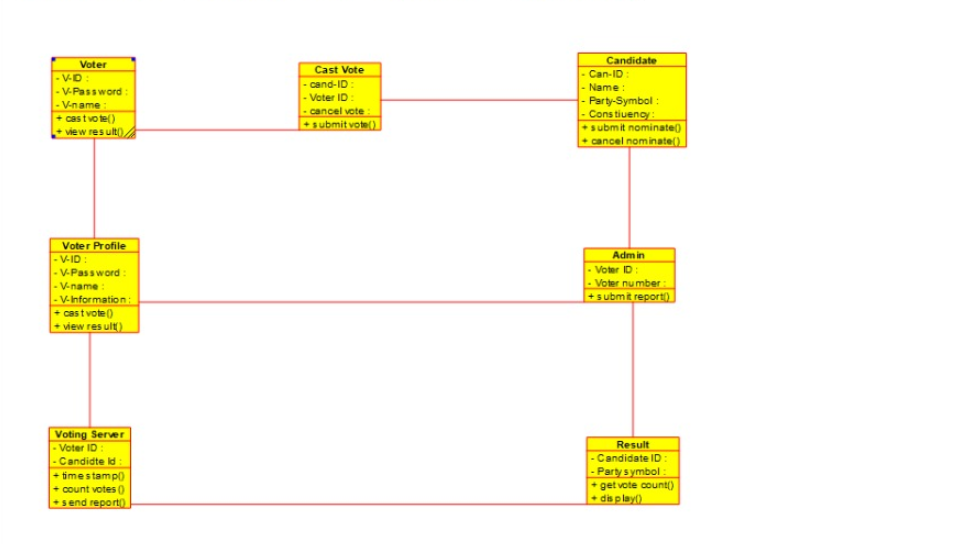 Voter
- V-ID :
- V-Password :
- V-name :
+ cast vote()
+ view result()
Cast Vote
- cand-ID :
- Voter ID :
- cancel vote :
+ submit vote()
Candidate
- Can-ID :
- Name :
- Party-Symbol :
- Constiuency :
+ submit nominate()
+ cancel nominate()
Voter Profile
- V-ID :
- V-Password :
- V-name :
- V-Information :
+ cast vote()
+ view result()
Admin
- Voter ID :
- Voter number :
+ submit report()
Voting Server
- Voter ID :
- Candidte Id :
+ time stamp()
+ count votes()
+ send report()
Result
- Candidate ID :
- Party symbol :
+ get vote count()
+ display()